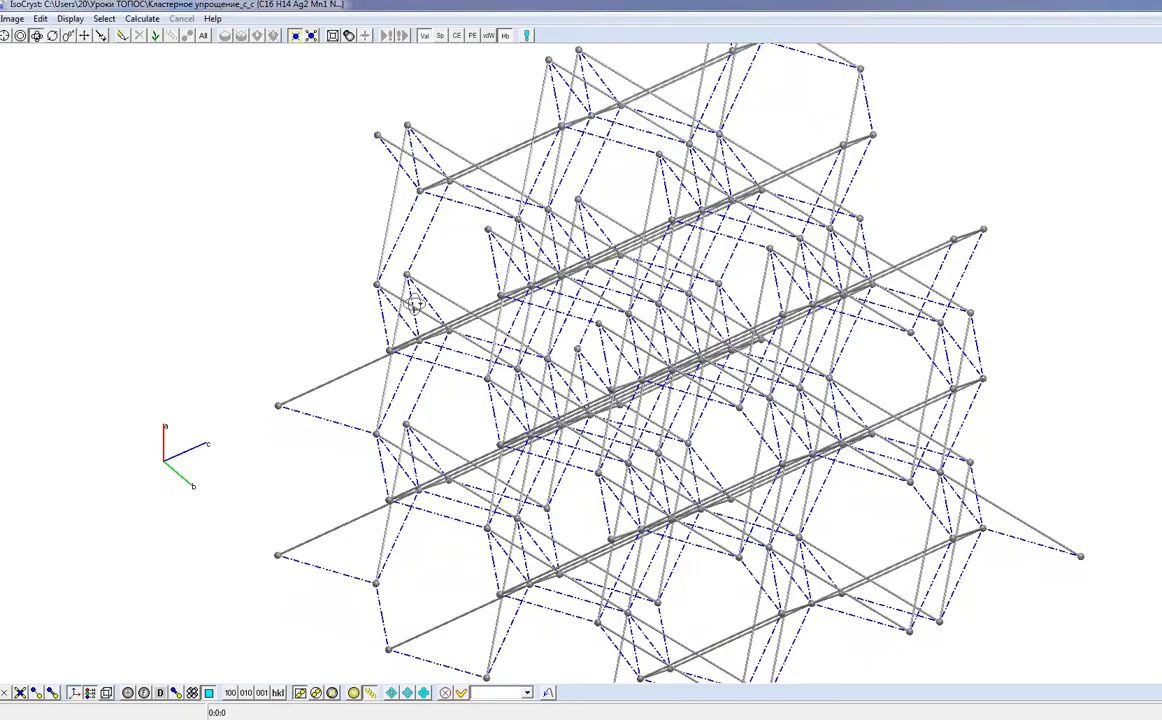 IsoCryst: C:\Users\20\Уроки ТОПОС\Кластерное упрощение_c_c (C16 H14 Ag2 Mn1 N...)
Image Edit Display Select Calculate Cancel Help
All Val Sp CE PE vdW Hb
a
c
b
D 100 010 001 hkl
0:0:0